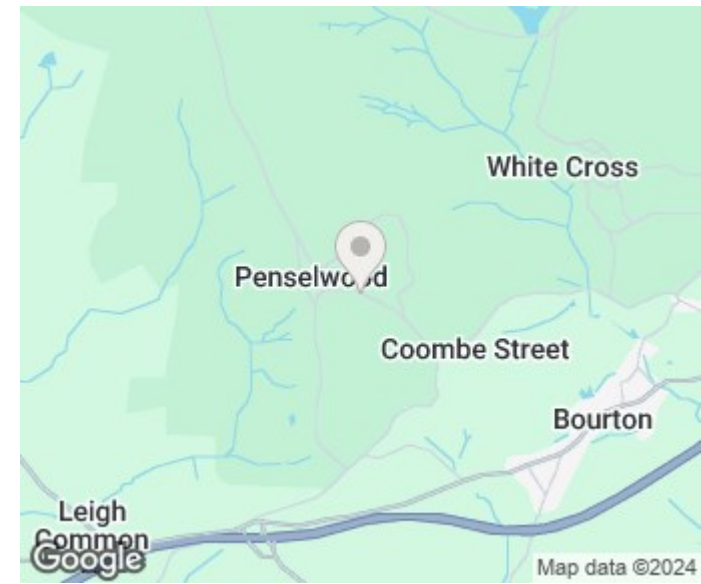 White Cross
Penselwood
Coombe Street
Bourton
Leigh
Common
Google
Map data ©2024